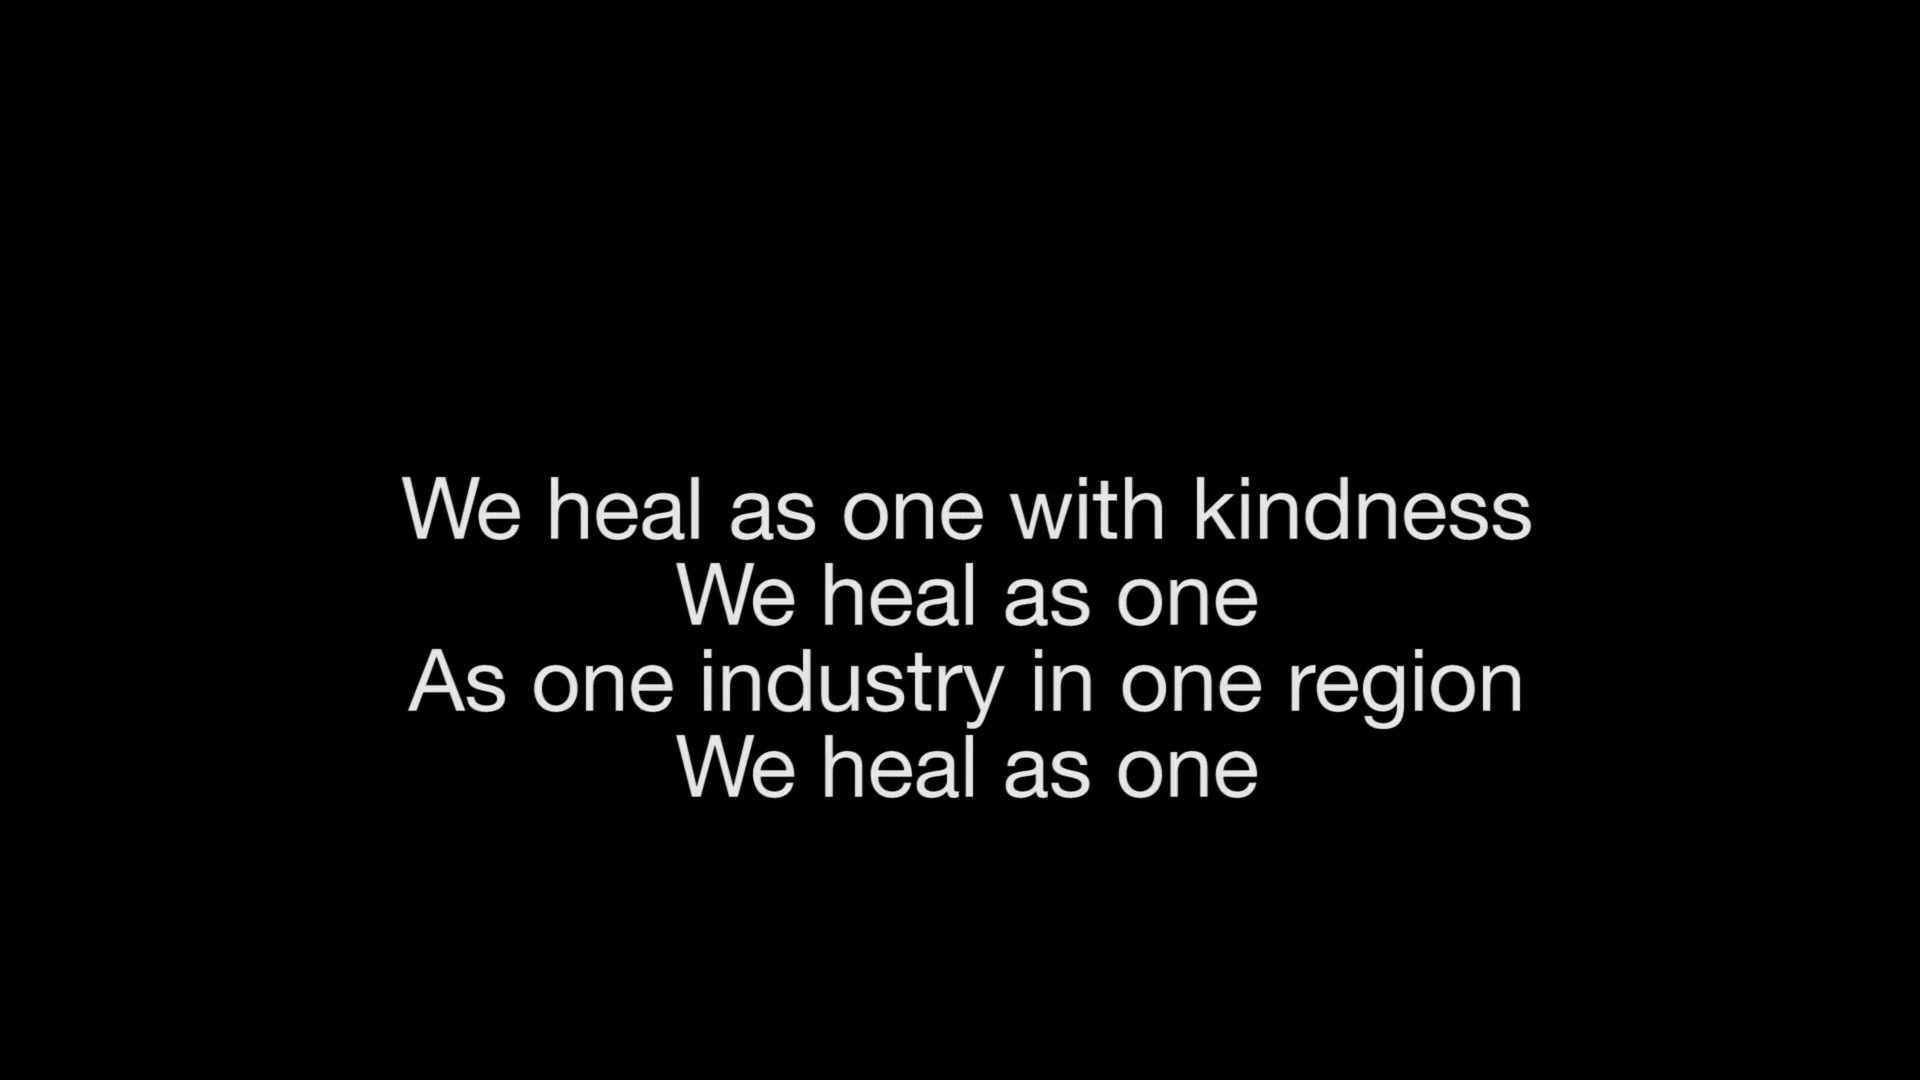 We heal as one with kindness
We heal as one
As one industry in one region
We heal as one